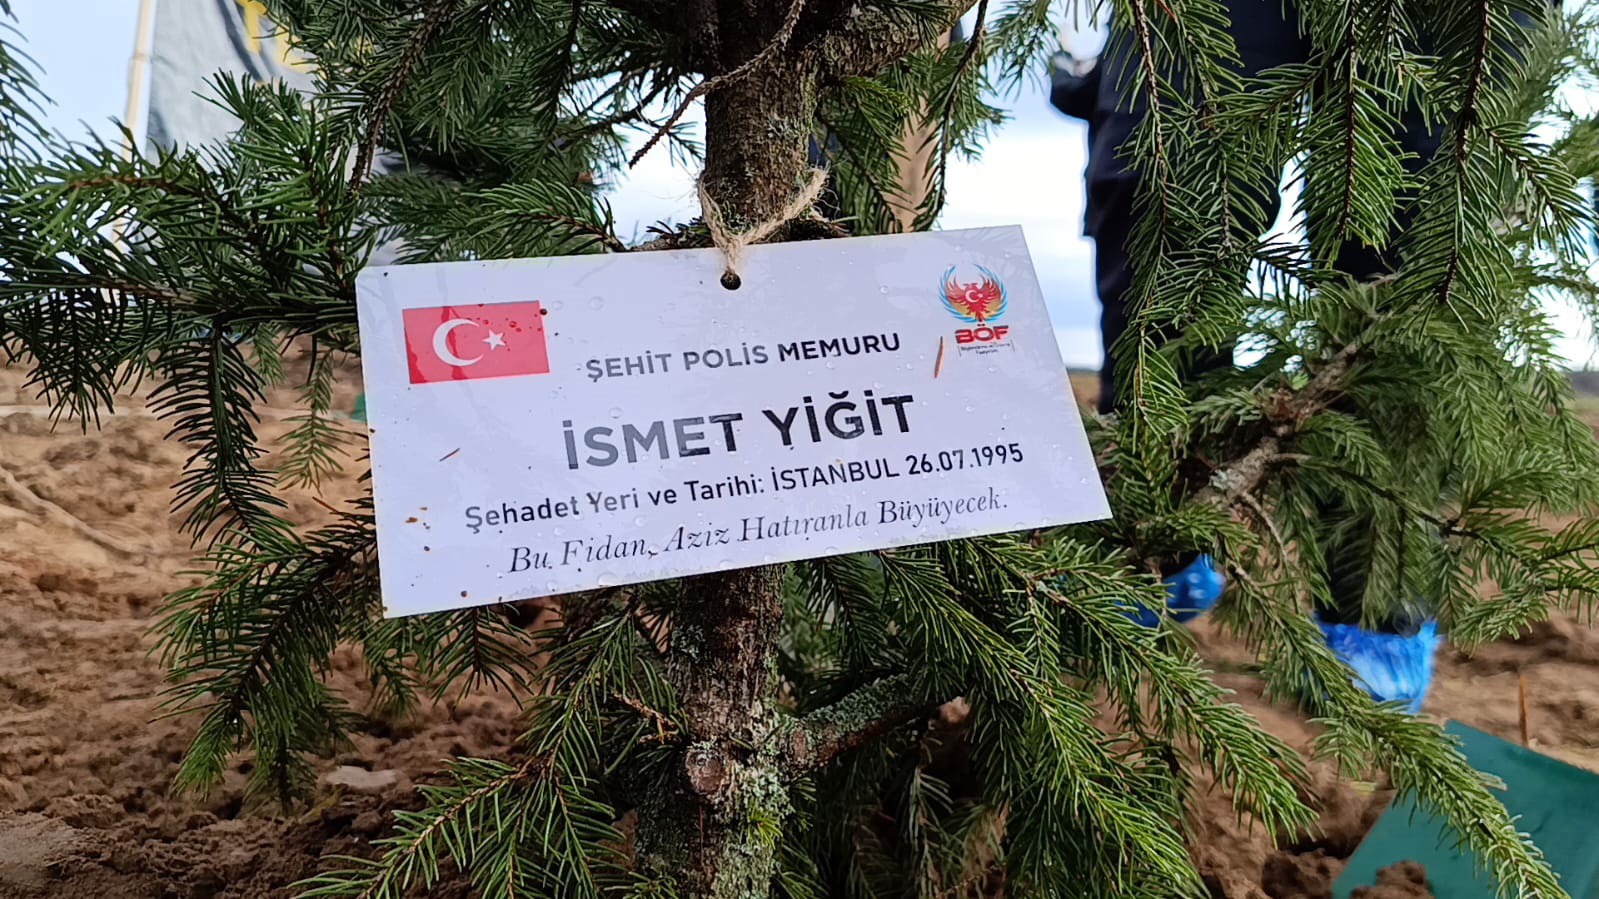 ŞEHİT POLİS MEMURU
BÖF
İSMET YİĞİT
Şehadet Yeri ve Tarihi: İSTANBUL 26.07.1995
Bu Fidan, Aziz Hatıranla Büyüyecek.